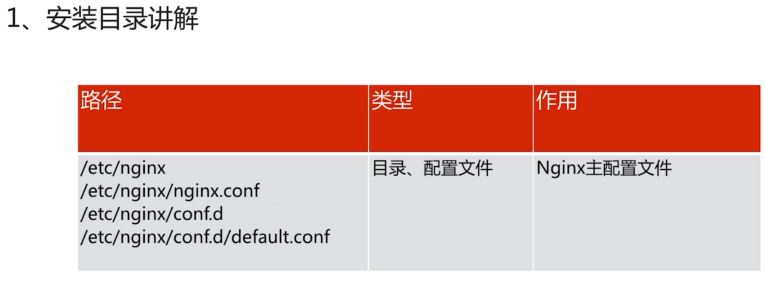 1、安装目录讲解
路径 类型 作用
/etc/nginx 目录、配置文件 Nginx主配置文件
/etc/nginx/nginx.conf
/etc/nginx/conf.d
/etc/nginx/conf.d/default.conf